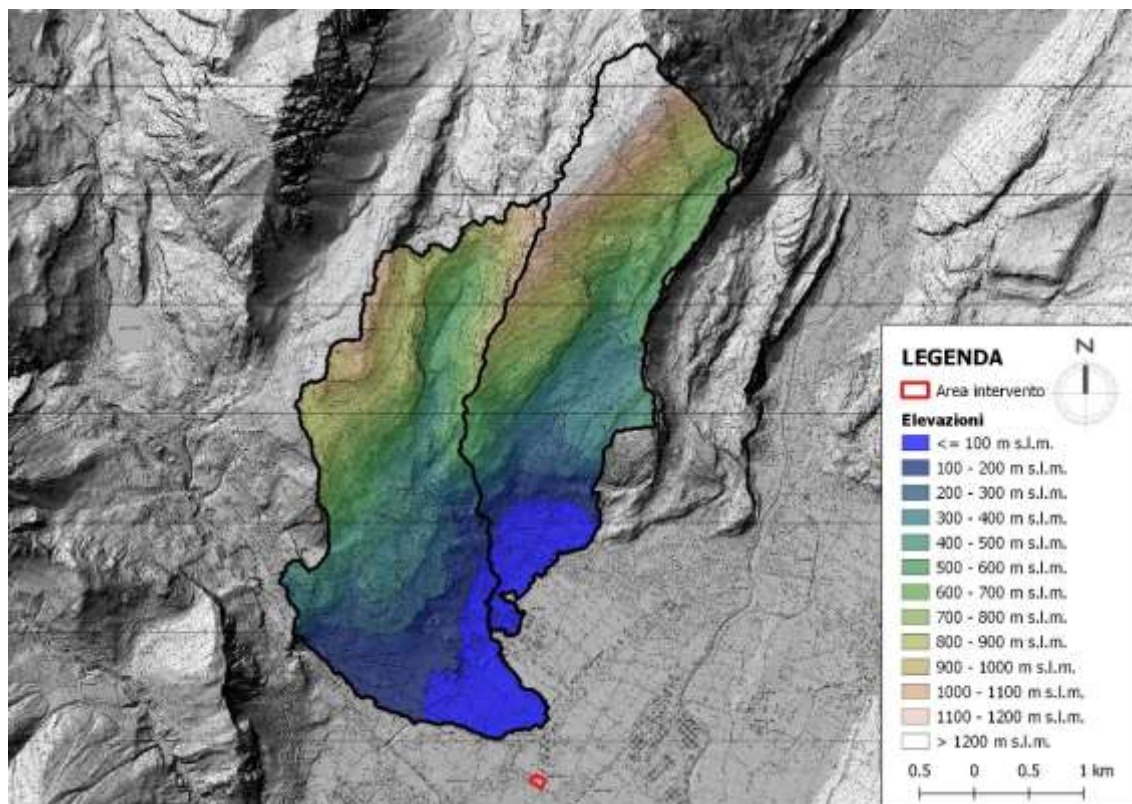 LEGENDA
N
Area intervento
Elevazioni
<= 100 m s.l.m.
100 - 200 m s.l.m.
200 - 300 m s.l.m.
300 - 400 m s.l.m.
400 - 500 m s.l.m.
500 - 600 m s.l.m.
600 - 700 m s.l.m.
700 - 800 m s.l.m.
800 - 900 m s.l.m.
900 - 1000 m s.l.m.
1000 - 1100 m s.l.m.
1100 - 1200 m s.l.m.
> 1200 m s.l.m.
0.5 0 0.5 1 km